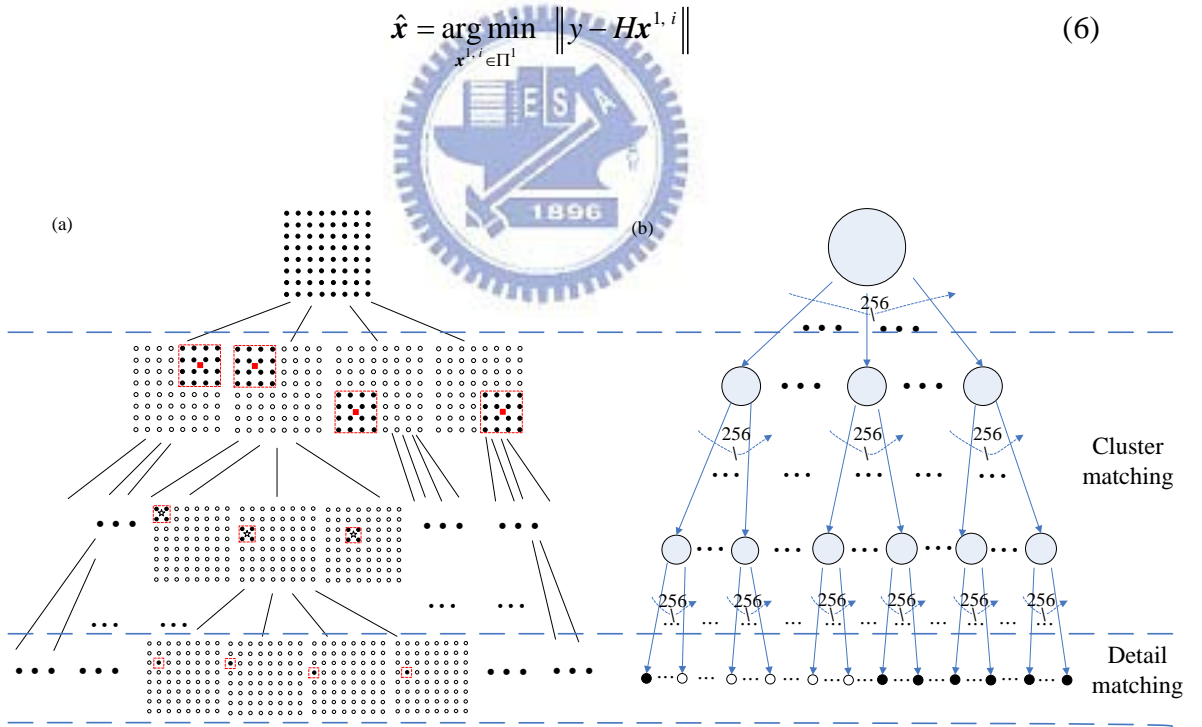 x̂ = arg min ‖y − Hx^{1, i}‖ (6)
x^{1, i} ∈ Π^1
E S A
1896
(a)
(b)
256
256 256 256
Cluster
matching
256 256 256 256 256 256
Detail
matching